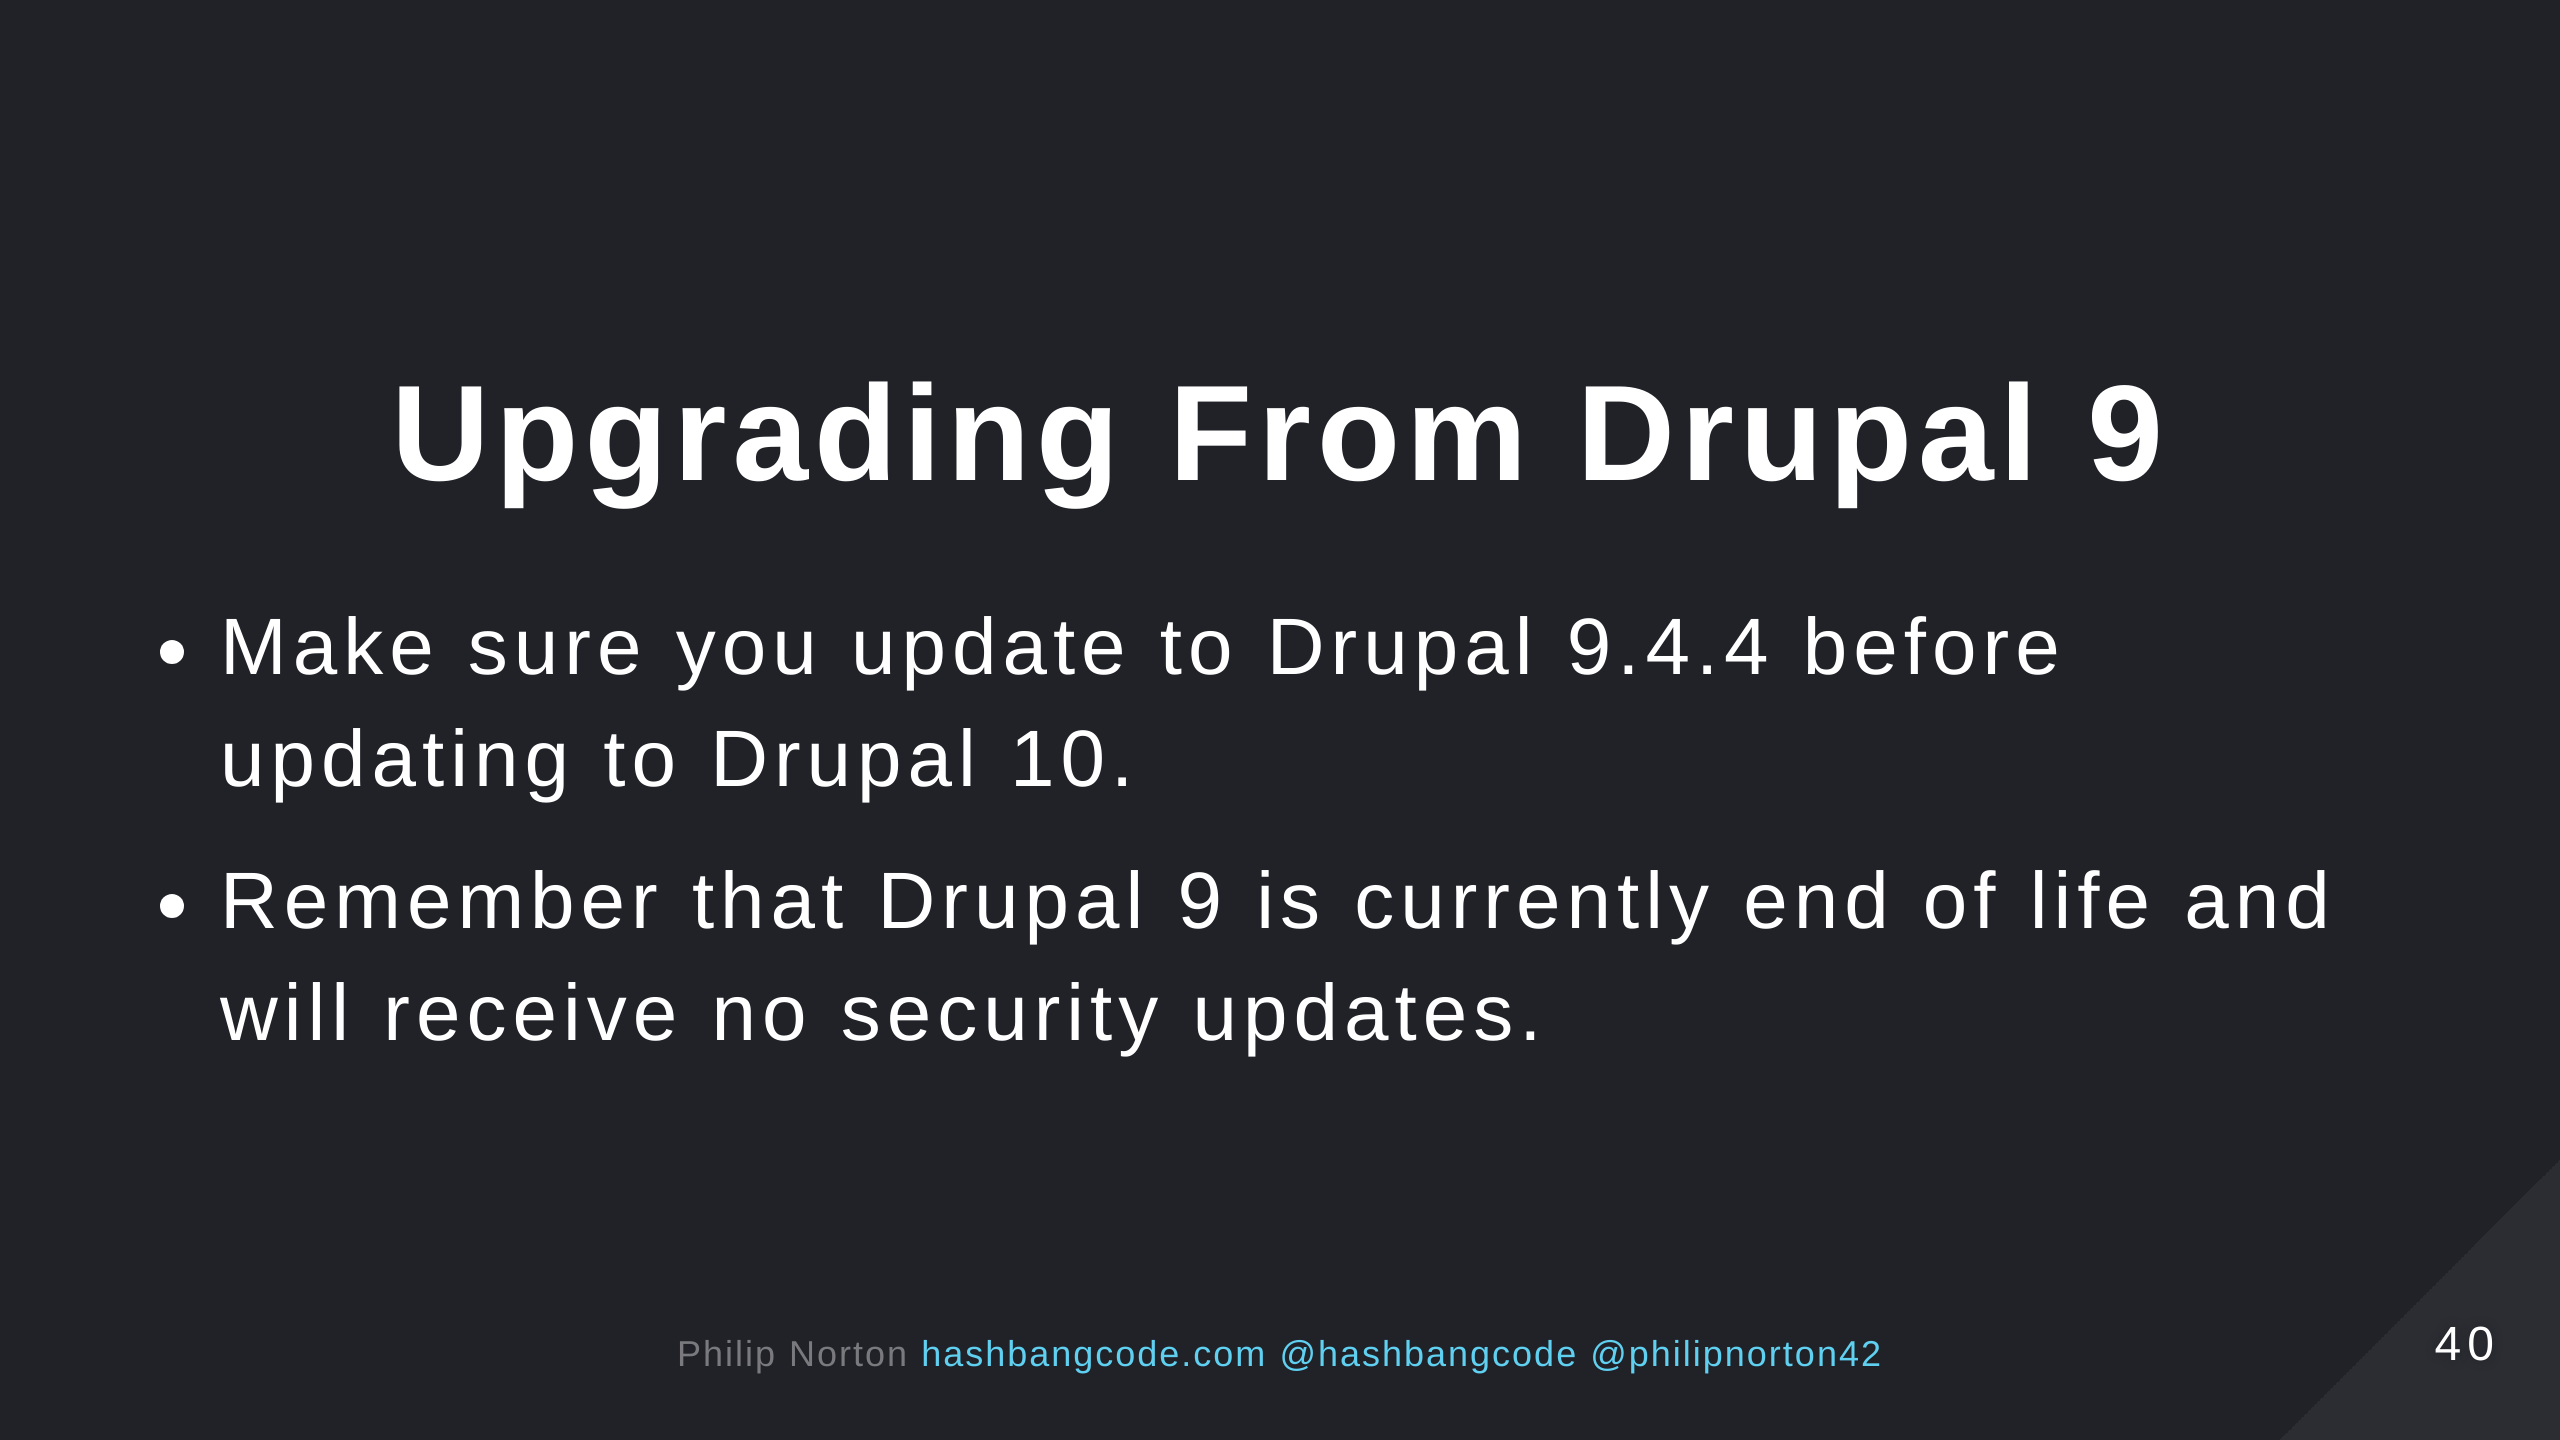 Upgrading From Drupal 9
• Make sure you update to Drupal 9.4.4 before
updating to Drupal 10.
• Remember that Drupal 9 is currently end of life and
will receive no security updates.
Philip Norton hashbangcode.com @hashbangcode @philipnorton42
40